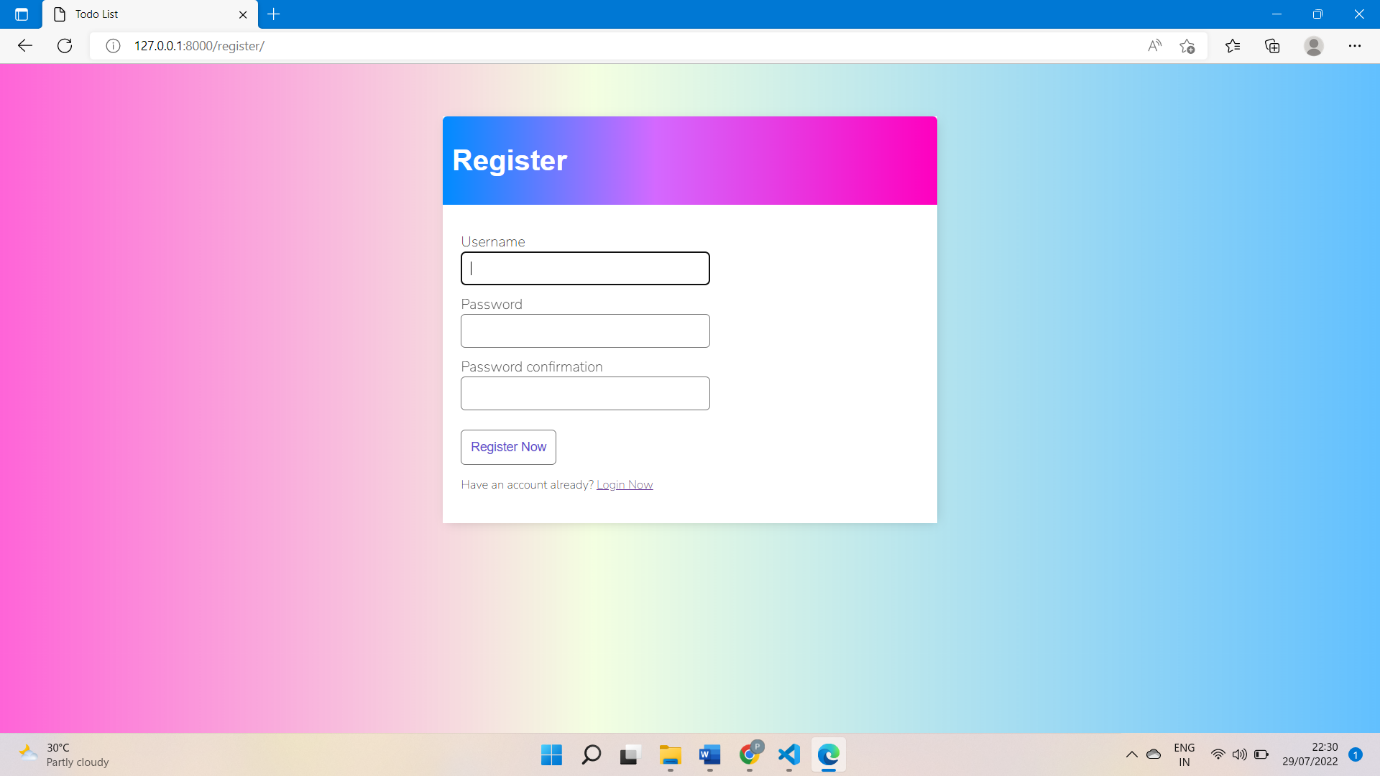 Todo List
127.0.0.1:8000/register/
Register
Username
Password
Password confirmation
Register Now
Have an account already? Login Now
30°C
Partly cloudy
P
ENG
IN
22:30
29/07/2022
1